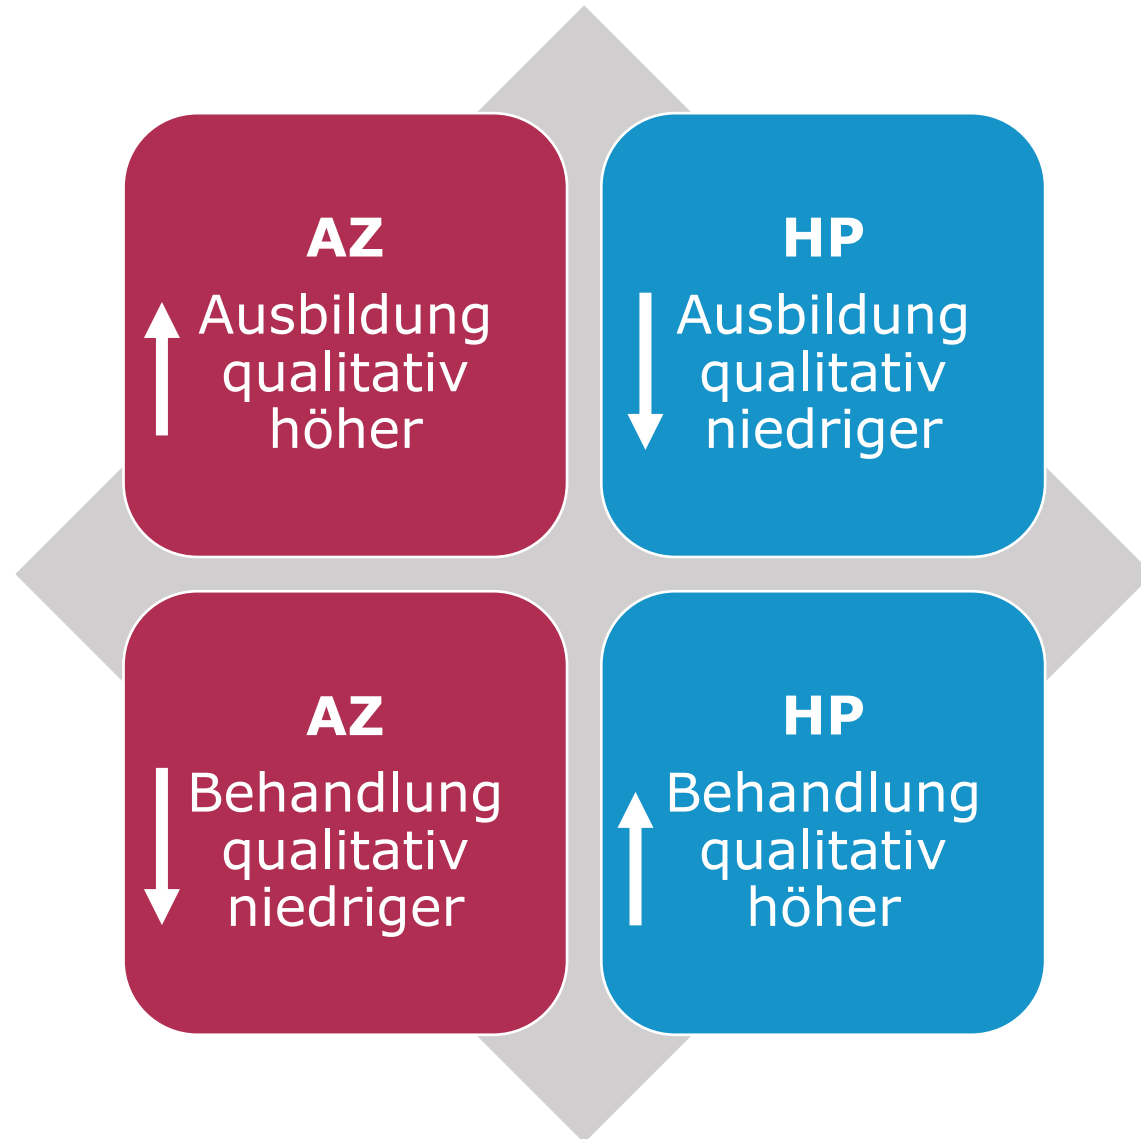 AZ
Ausbildung
qualitativ
höher
HP
Ausbildung
qualitativ
niedriger
AZ
Behandlung
qualitativ
niedriger
HP
Behandlung
qualitativ
höher